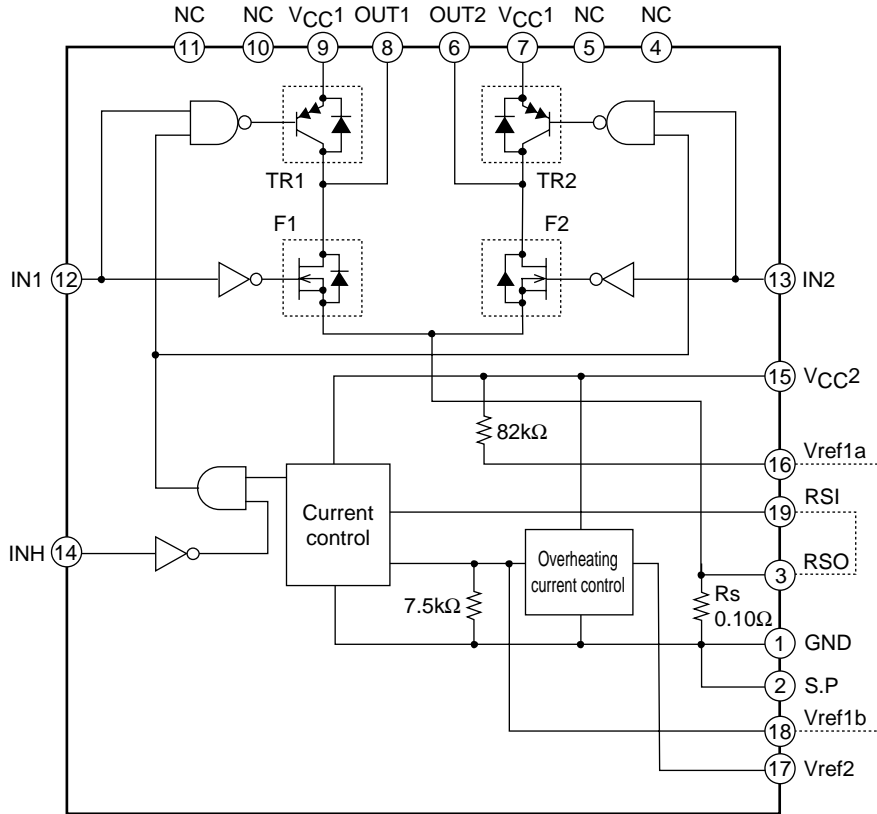 NC NC VCC1 OUT1 OUT2 VCC1 NC NC
11 10 9 8 6 7 5 4
TR1 TR2
F1 F2
IN1 12 13 IN2
15 VCC2
82kΩ
16 Vref1a
Current control
19 RSI
INH 14
Overheating current control
3 RSO
7.5kΩ
Rs 0.10Ω
1 GND
2 S.P
18 Vref1b
17 Vref2